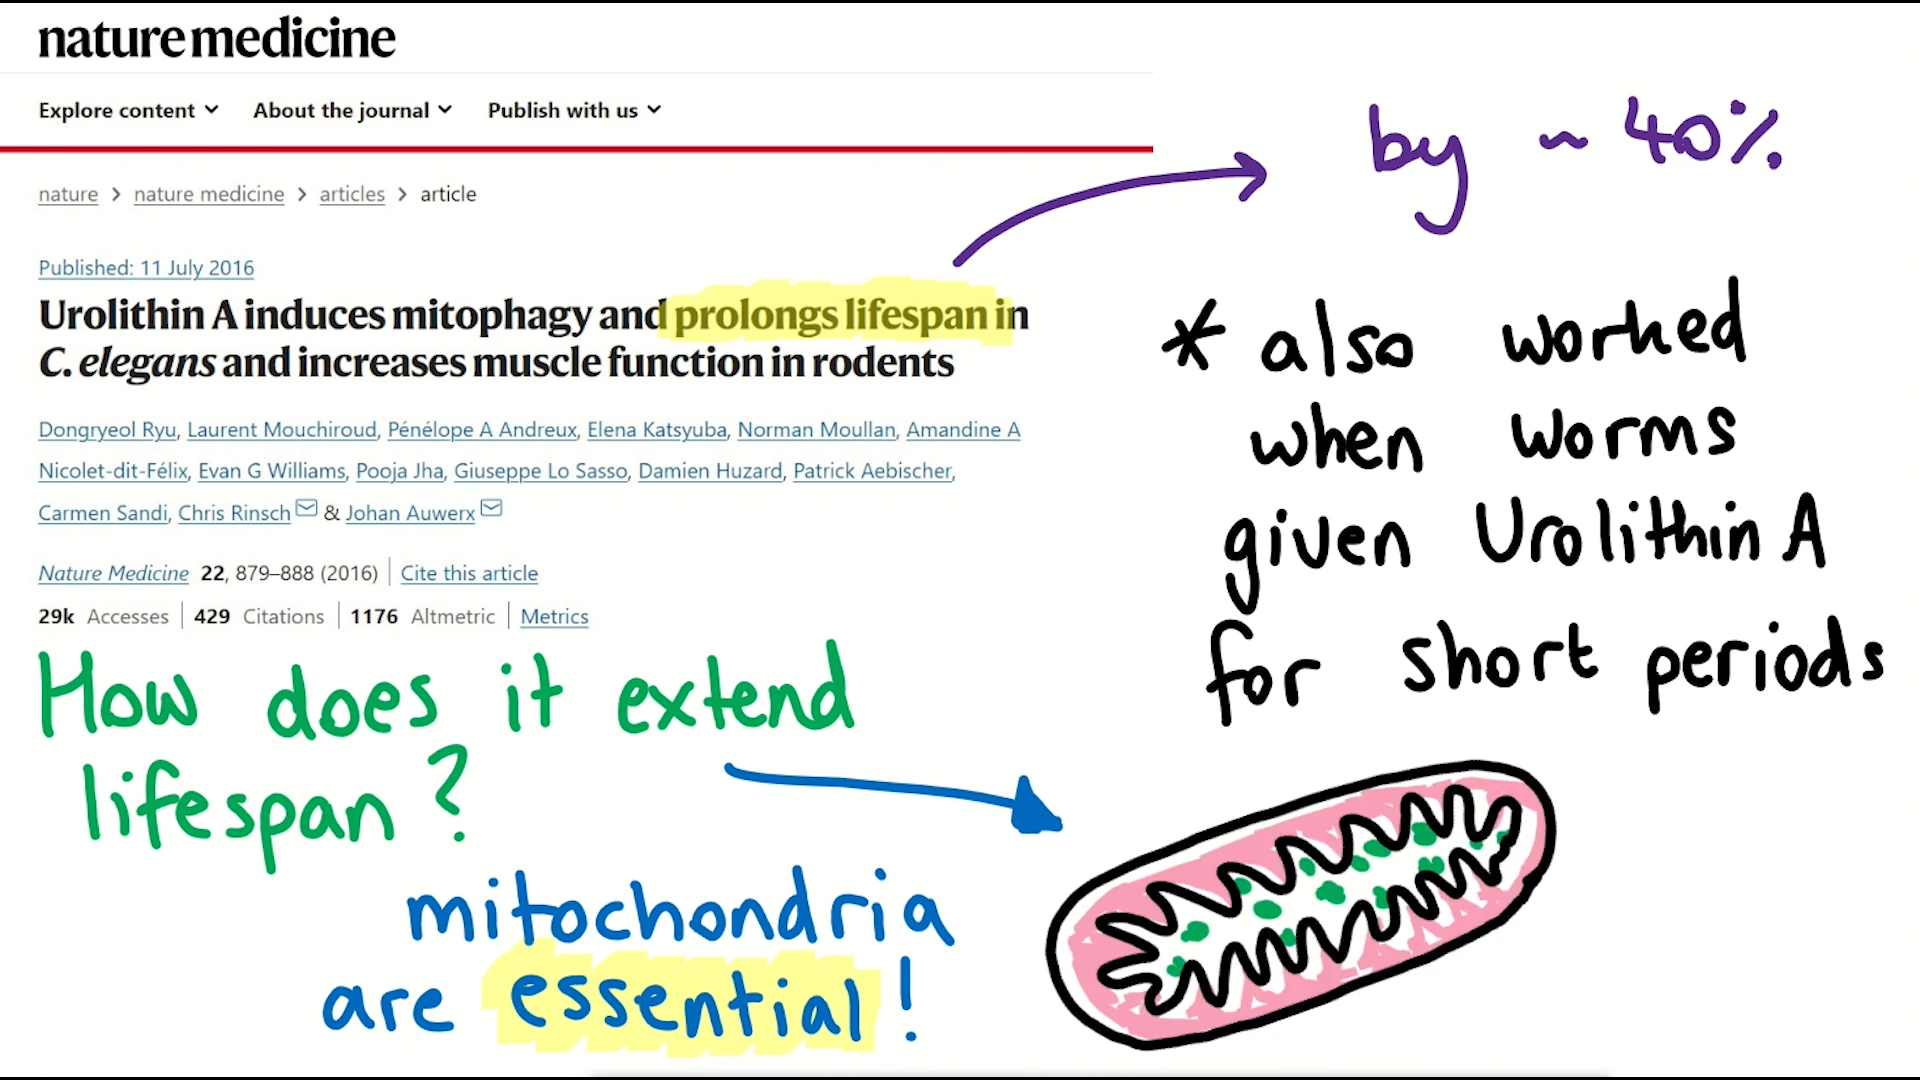 nature medicine
Explore content About the journal Publish with us
nature > nature medicine > articles > article
Published: 11 July 2016
Urolithin A induces mitophagy and prolongs lifespan in
C. elegans and increases muscle function in rodents
Dongryeol Ryu, Laurent Mouchiroud, Pénélope A Andreux, Elena Katsyuba, Norman Moullan, Amandine A
Nicolet-dit-Félix, Evan G Williams, Pooja Jha, Giuseppe Lo Sasso, Damien Huzard, Patrick Aebischer,
Carmen Sandi, Chris Rinsch & Johan Auwerx
Nature Medicine 22, 879–888 (2016) | Cite this article
29k Accesses | 429 Citations | 1176 Altmetric | Metrics
by ~ 40%
* also worked
when worms
given Urolithin A
for short periods
How does it extend
lifespan?
mitochondria
are essential!